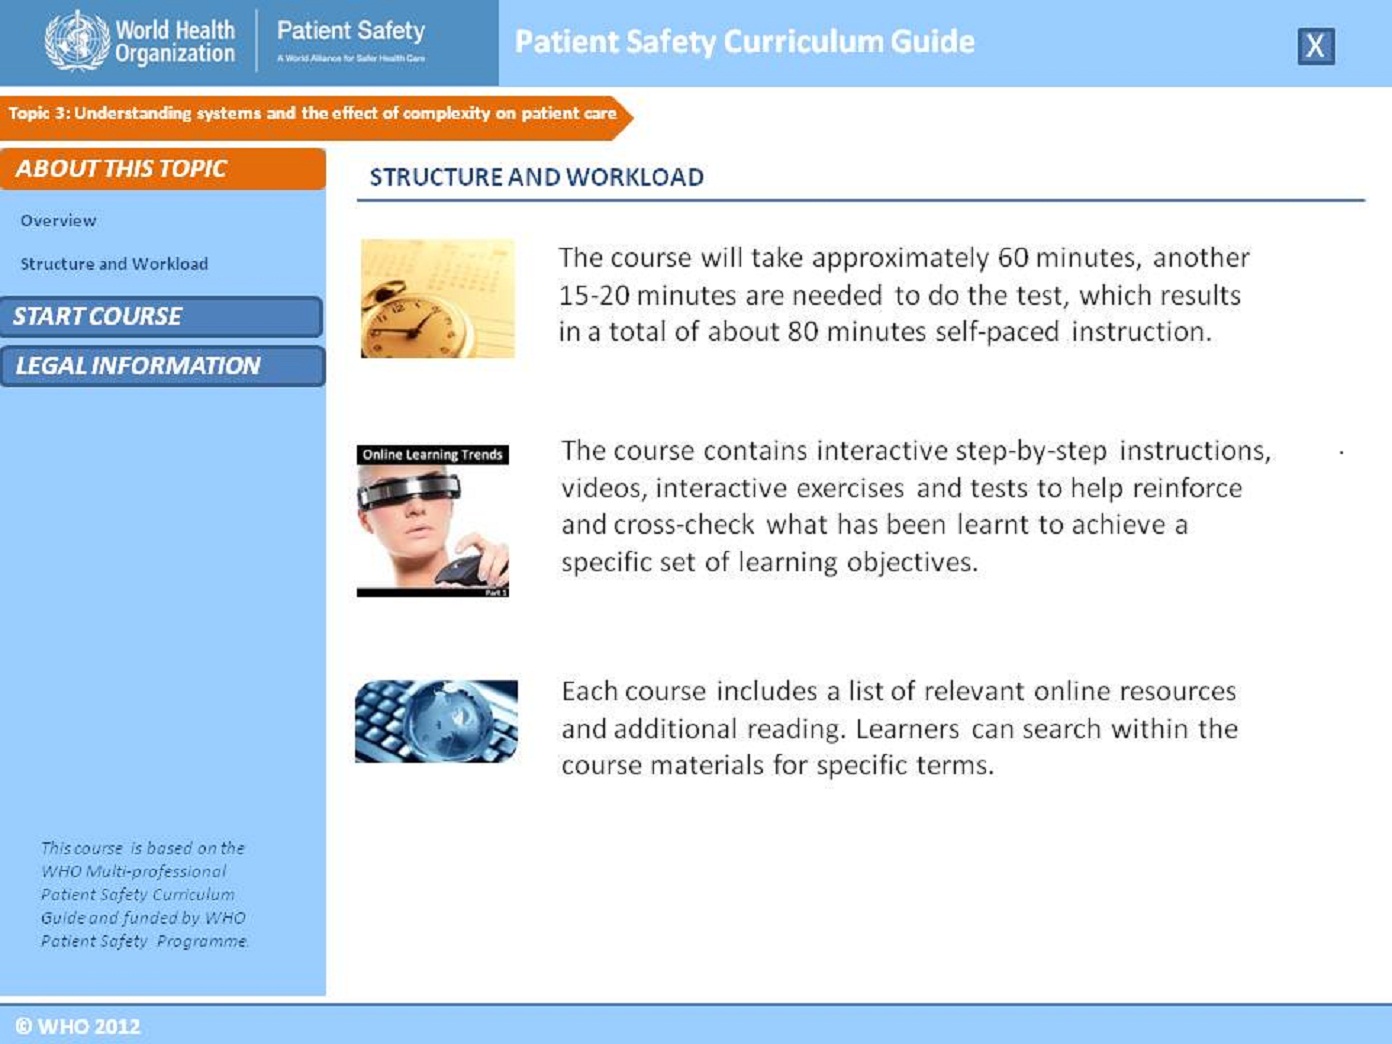 World Health
Organization
Patient Safety
A World Alliance for Safer Health Care
Patient Safety Curriculum Guide
X
Topic 3: Understanding systems and the effect of complexity on patient care
ABOUT THIS TOPIC
Overview
Structure and Workload
START COURSE
LEGAL INFORMATION
This course is based on the
WHO Multi-professional
Patient Safety Curriculum
Guide and funded by WHO
Patient Safety Programme.
STRUCTURE AND WORKLOAD
The course will take approximately 60 minutes, another
15-20 minutes are needed to do the test, which results
in a total of about 80 minutes self-paced instruction.
Online Learning Trends
Part 1
The course contains interactive step-by-step instructions,
videos, interactive exercises and tests to help reinforce
and cross-check what has been learnt to achieve a
specific set of learning objectives.
Each course includes a list of relevant online resources
and additional reading. Learners can search within the
course materials for specific terms.
© WHO 2012